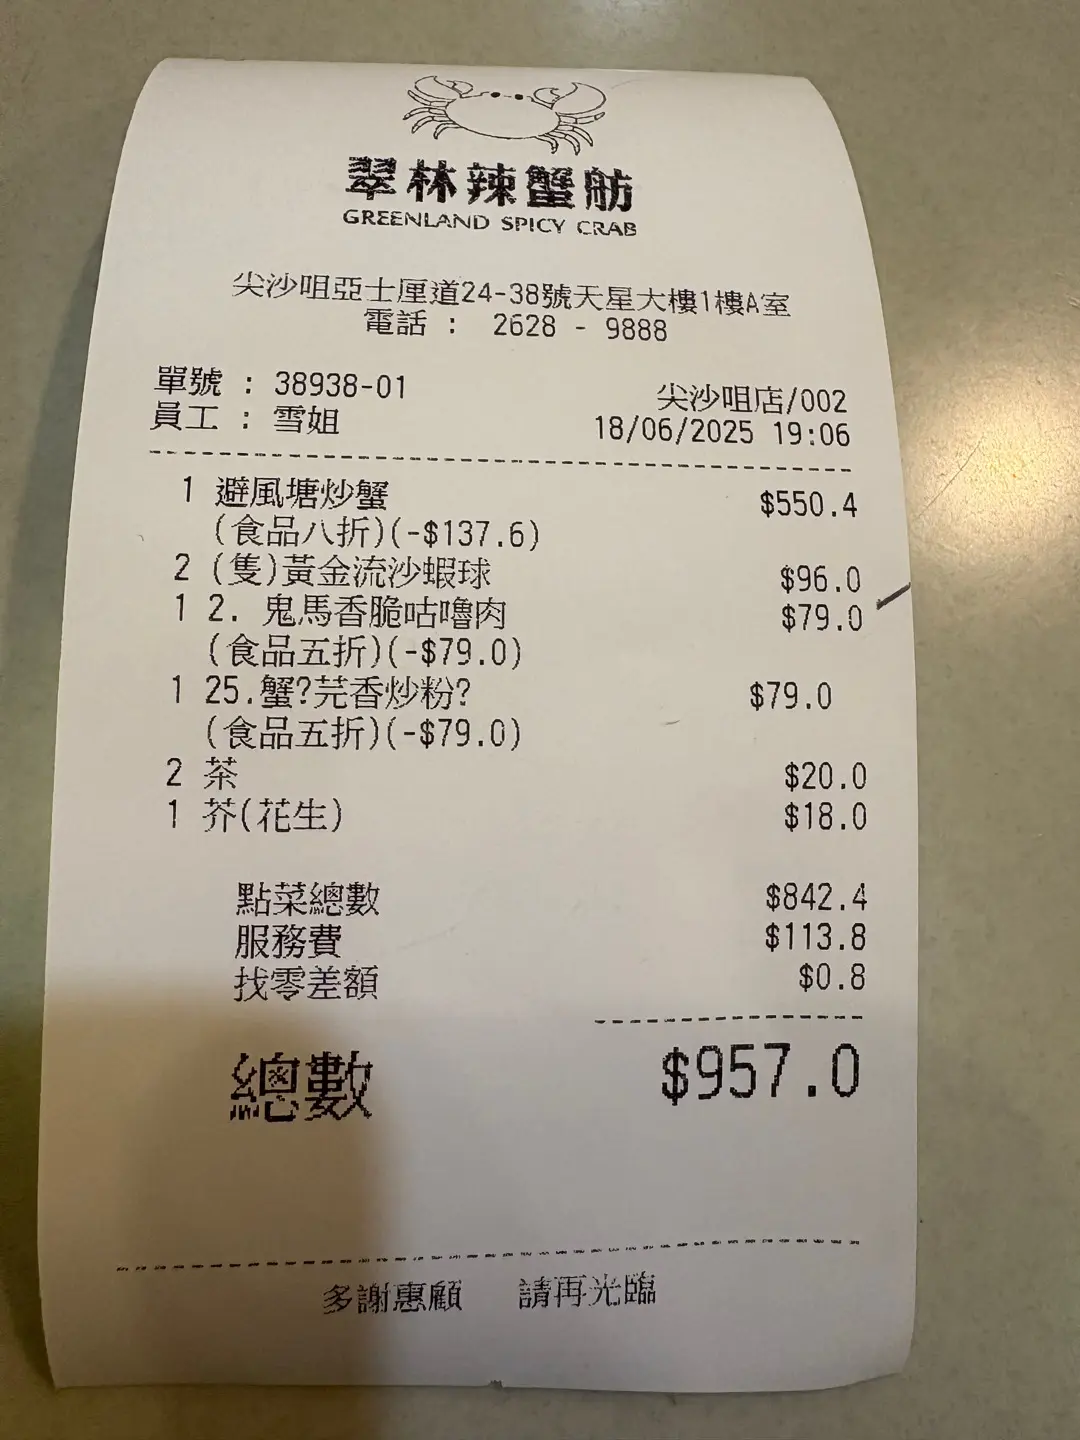 翠林辣蟹舫
GREENLAND SPICY CRAB
尖沙咀亞士厘道24-38號天星大樓1樓A室
電話 : 2628 - 9888
單號 : 38938-01 尖沙咀店/002
員工 : 雪姐 18/06/2025 19:06
1 避風塘炒蟹 $550.4
(食品八折)(-$137.6)
2 (隻)黃金流沙蝦球 $96.0
1 2. 鬼馬香脆咕嚕肉 $79.0
(食品五折)(-$79.0)
1 25.蟹?芫香炒粉? $79.0
(食品五折)(-$79.0)
2 茶 $20.0
1 芥(花生) $18.0
點菜總數 $842.4
服務費 $113.8
找零差額 $0.8
總數 $957.0
多謝惠顧 請再光臨